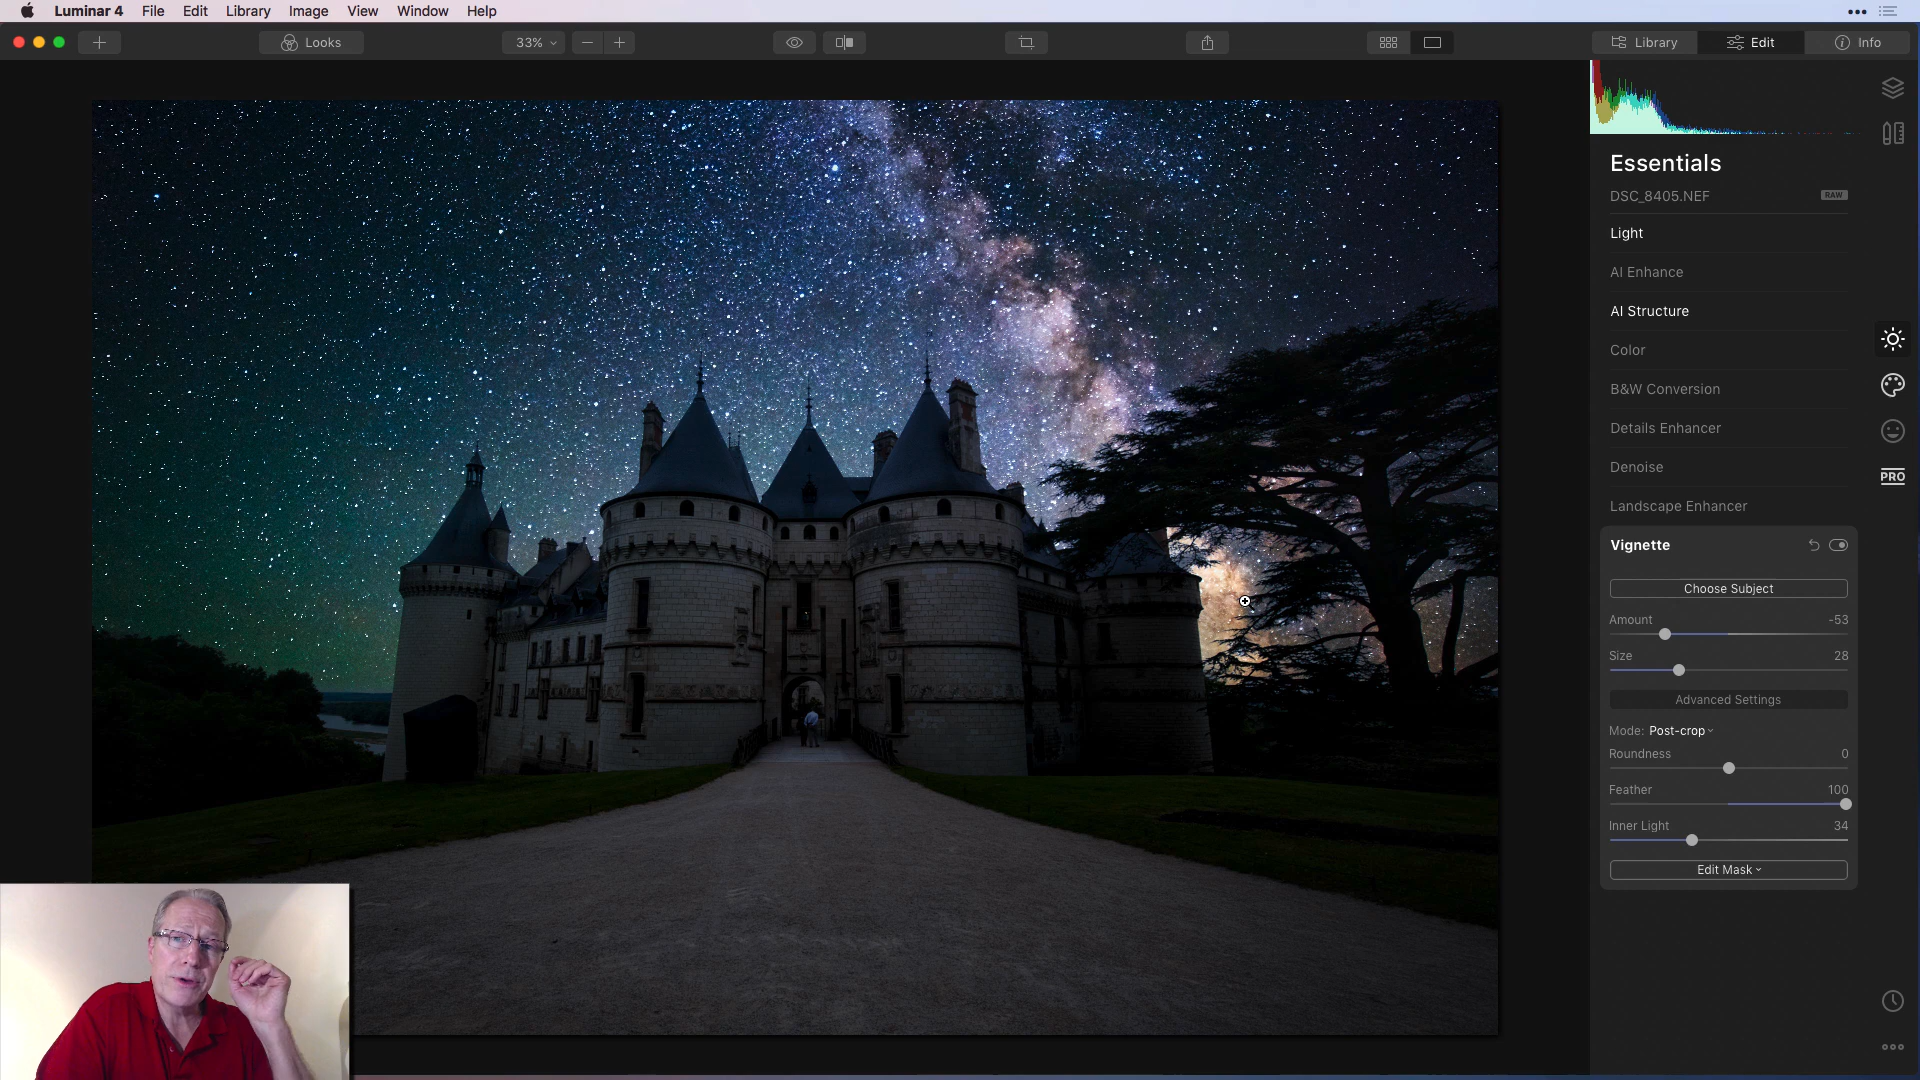 Luminar 4 File Edit Library Image View Window Help
Looks 33% Library Edit Info
Essentials
DSC_8405.NEF RAW
Light
AI Enhance
AI Structure
Color
B&W Conversion
Details Enhancer
Denoise
Landscape Enhancer
Vignette
Choose Subject
Amount -53
Size 28
Advanced Settings
Mode: Post-crop
Roundness 0
Feather 100
Inner Light 34
Edit Mask
PRO